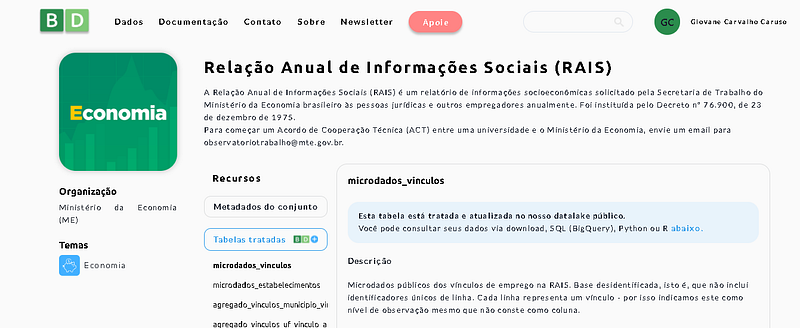 BD Dados Documentação Contato Sobre Newsletter Apoie GC Giovane Carvalho Caruso
Economia
Relação Anual de Informações Sociais (RAIS)
A Relação Anual de Informações Sociais (RAIS) é um relatório de informações socioeconômicas solicitado pela Secretaria de Trabalho do
Ministério da Economia brasileiro às pessoas jurídicas e outros empregadores anualmente. Foi instituída pelo Decreto nº 76.900, de 23
de dezembro de 1975.
Para começar um Acordo de Cooperação Técnica (ACT) entre uma universidade e o Ministério da Economia, envie um email para
observatoriotrabalho@mte.gov.br.
Organização
Ministério da Economia
(ME)
Temas
Economia
Recursos
Metadados do conjunto
Tabelas tratadas BD+
microdados_vinculos
microdados_estabelecimentos
agregado_vinculos_municipio_vi
agregado_vinculos_uf_vinculo_a
microdados_vinculos
Esta tabela está tratada e atualizada no nosso datalake público.
Você pode consultar seus dados via download, SQL (BigQuery), Python ou R abaixo.
Descrição
Microdados públicos dos vínculos de emprego na RAIS. Base desidentificada, isto é, que não inclui
identificadores únicos de linha. Cada linha representa um vínculo - por isso indicamos este como
nível de observação mesmo que não conste como coluna.